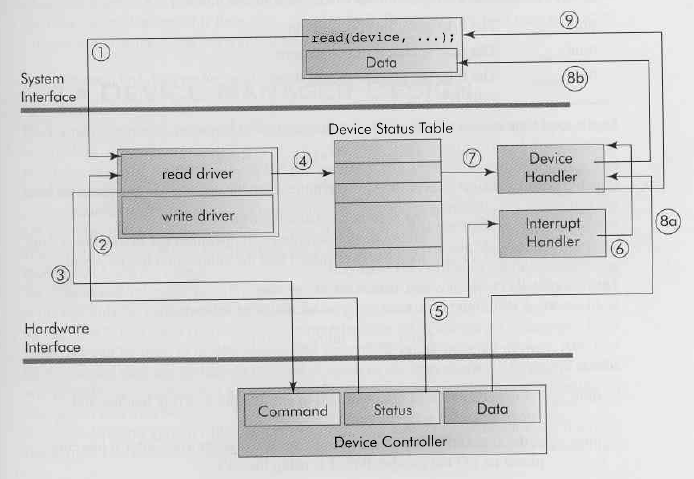 ⑨
①
read(device, ...);
Data
⑧b
System
Interface
Device Status Table
read driver
④
⑦
Device
Handler
write driver
Interrupt
Handler
⑧a
②
⑥
③
⑤
Hardware
Interface
Command
Status
Data
Device Controller